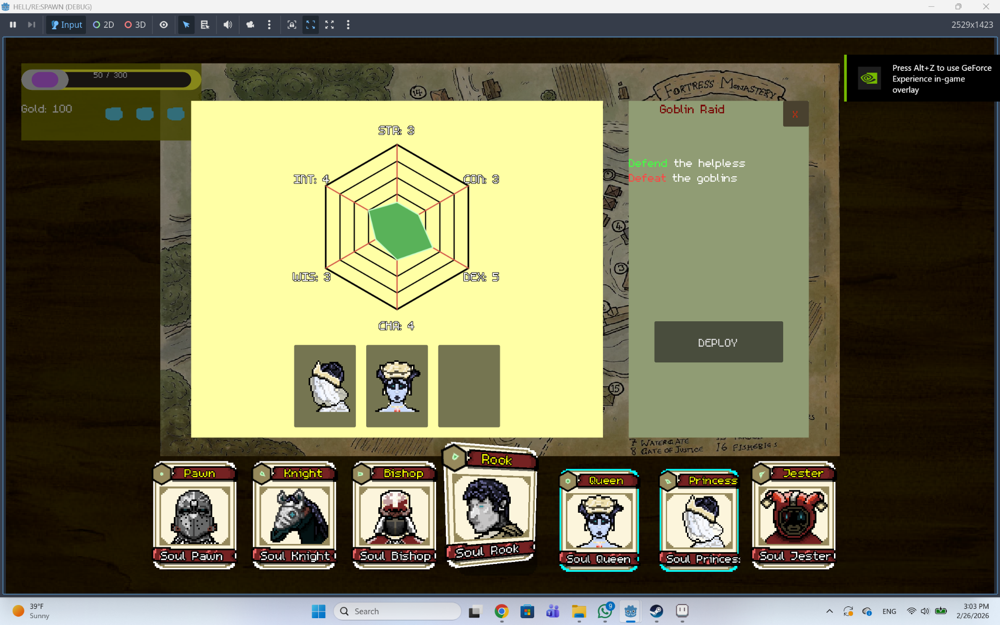 HELL/RE:SPAWN (DEBUG)
Input
2D
3D
2529x1423
Press Alt+Z to use GeForce
Experience in-game
overlay
50 / 300
Gold: 100
14
FORTRESS MONASTERY
Goblin Raid
X
STR: 3
INT: 4
CON: 3
Defend the helpless
Defeat the goblins
4
3
WIS: 3
DEX: 5
CHA: 4
DEPLOY
15
7 WATERGATE
8 GATE OF JUSTICE
16 FISHERIES
Pawn
Soul Pawn
Knight
Soul Knight
Bishop
Soul Bishop
Rook
Soul Rook
Queen
Soul Queen
Princess
Soul Princess
Jester
Soul Jester
39°F
Sunny
Search
9
ENG
3:03 PM
2/26/2026